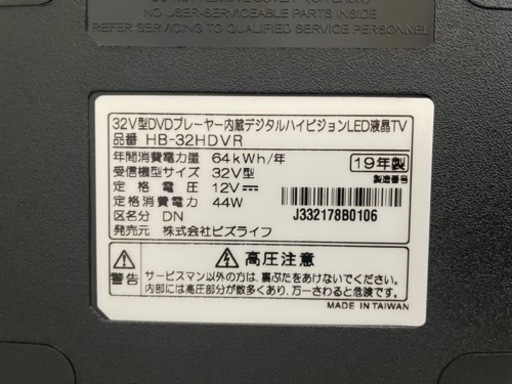 NO USER-SERVICEABLE PARTS INSIDE
REFER SERVICING TO QUALIFIED SERVICE PERSONNEL
32V型DVDプレーヤー内蔵デジタルハイビジョンLED液晶TV
品番 HB-32HDVR
年間消費電力量 64kWh/年
19年製
受信機型サイズ 32V型
製造番号
定格電圧 12V⎓
定格消費電力 44W
J332178B0106
区名分 DN
発売元 株式会社ビズライフ
警告
高圧注意
サービスマン以外の方は、裏ぶたをあけないでください。
内部には高圧部分が数多くあり、万一さわると危険です。
MADE IN TAIWAN